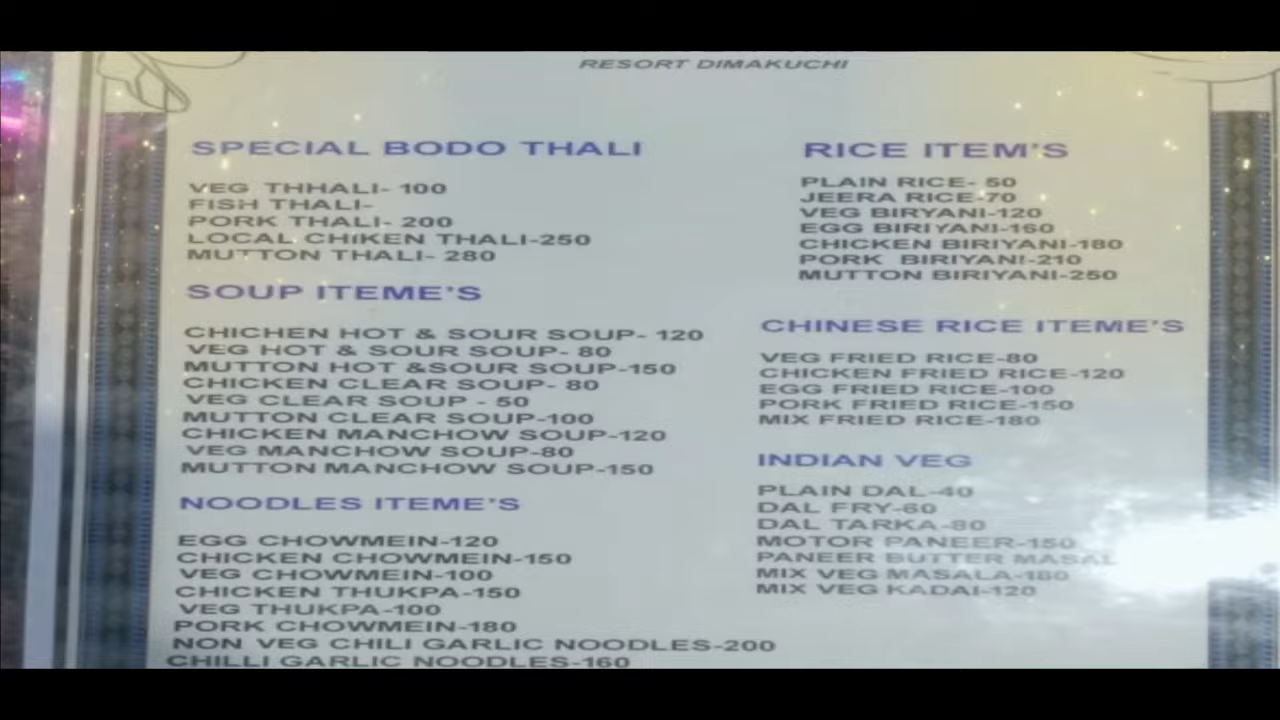 RESORT DIMAKUCHI
SPECIAL BODO THALI
VEG THHALI- 100
FISH THALI-
PORK THALI- 200
LOCAL CHIKEN THALI-250
MUTTON THALI- 280
SOUP ITEME'S
CHICHEN HOT & SOUR SOUP- 120
VEG HOT & SOUR SOUP- 80
MUTTON HOT &SOUR SOUP-150
CHICKEN CLEAR SOUP- 80
VEG CLEAR SOUP - 50
MUTTON CLEAR SOUP-100
CHICKEN MANCHOW SOUP-120
VEG MANCHOW SOUP-80
MUTTON MANCHOW SOUP-150
NOODLES ITEME'S
EGG CHOWMEIN-120
CHICKEN CHOWMEIN-150
VEG CHOWMEIN-100
CHICKEN THUKPA-150
VEG THUKPA-100
PORK CHOWMEIN-180
NON VEG CHILI GARLIC NOODLES-200
CHILLI GARLIC NOODLES-160
RICE ITEM'S
PLAIN RICE- 50
JEERA RICE-70
VEG BIRYANI-120
EGG BIRIYANI-160
CHICKEN BIRIYANI-180
PORK BIRIYANI-210
MUTTON BIRIYANI-250
CHINESE RICE ITEME'S
VEG FRIED RICE-80
CHICKEN FRIED RICE-120
EGG FRIED RICE-100
PORK FRIED RICE-150
MIX FRIED RICE-180
INDIAN VEG
PLAIN DAL-40
DAL FRY-60
DAL TARKA-80
MOTOR PANEER-150
PANEER BUTTER MASAL
MIX VEG MASALA-180
MIX VEG KADAI-120